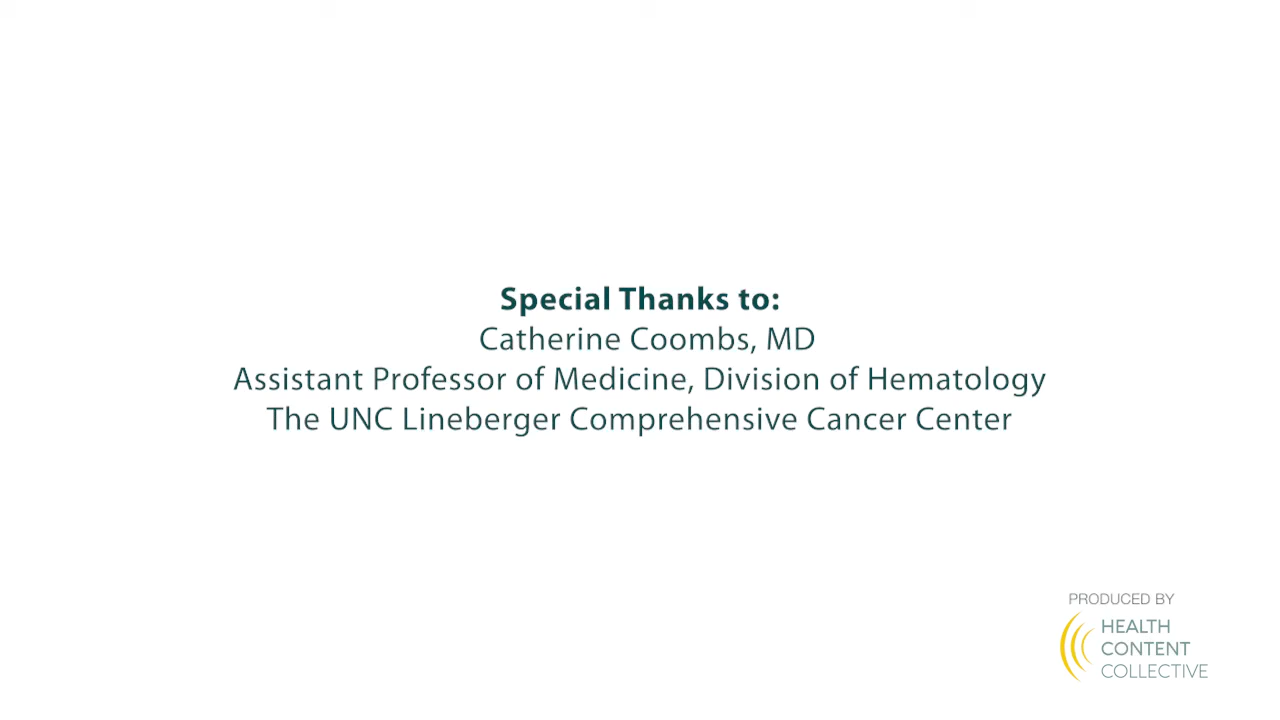 Special Thanks to:
Catherine Coombs, MD
Assistant Professor of Medicine, Division of Hematology
The UNC Lineberger Comprehensive Cancer Center
PRODUCED BY
HEALTH
CONTENT
COLLECTIVE